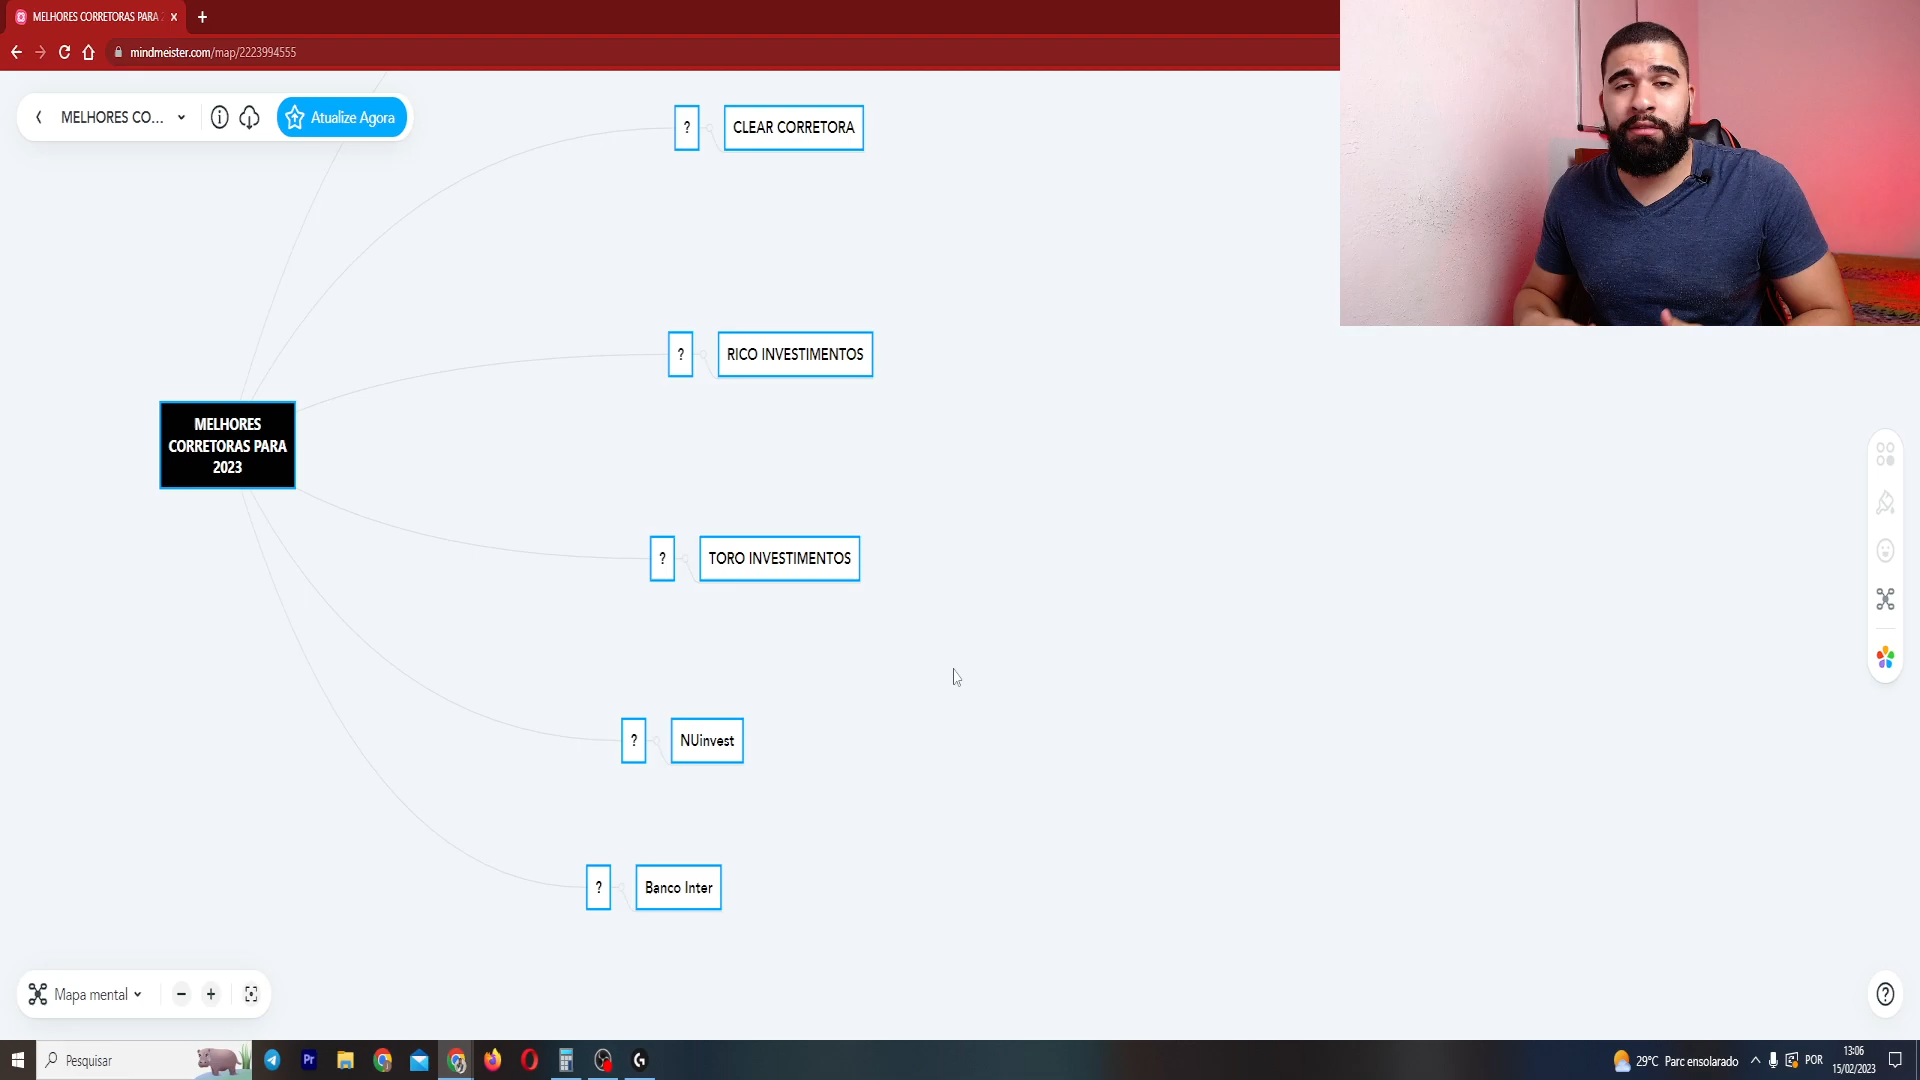 MELHORES CORRETORAS PARA
mindmeister.com/map/2223994555
MELHORES CO...
Atualize Agora
? CLEAR CORRETORA
? RICO INVESTIMENTOS
MELHORES
CORRETORAS PARA
2023
? TORO INVESTIMENTOS
? NUinvest
? Banco Inter
Mapa mental
Pesquisar
Pr
29°C Parc ensolarado
POR
13:06
15/02/2023